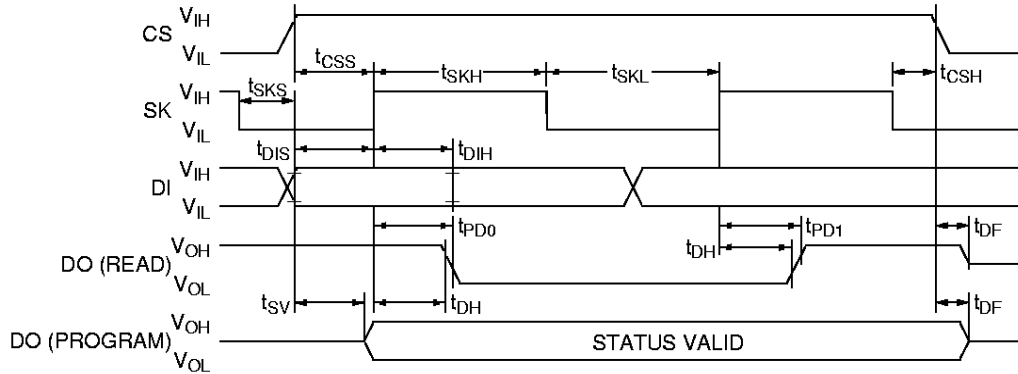 V_IH
CS
V_IL
t_CSS
t_SKH
t_SKL
t_CSH
t_SKS
V_IH
SK
V_IL
t_DIS
t_DIH
V_IH
DI
V_IL
t_PD0
t_PD1
t_DF
V_OH
t_DH
DO (READ)
V_OL
t_SV
t_DH
t_DF
V_OH
DO (PROGRAM)
STATUS VALID
V_OL